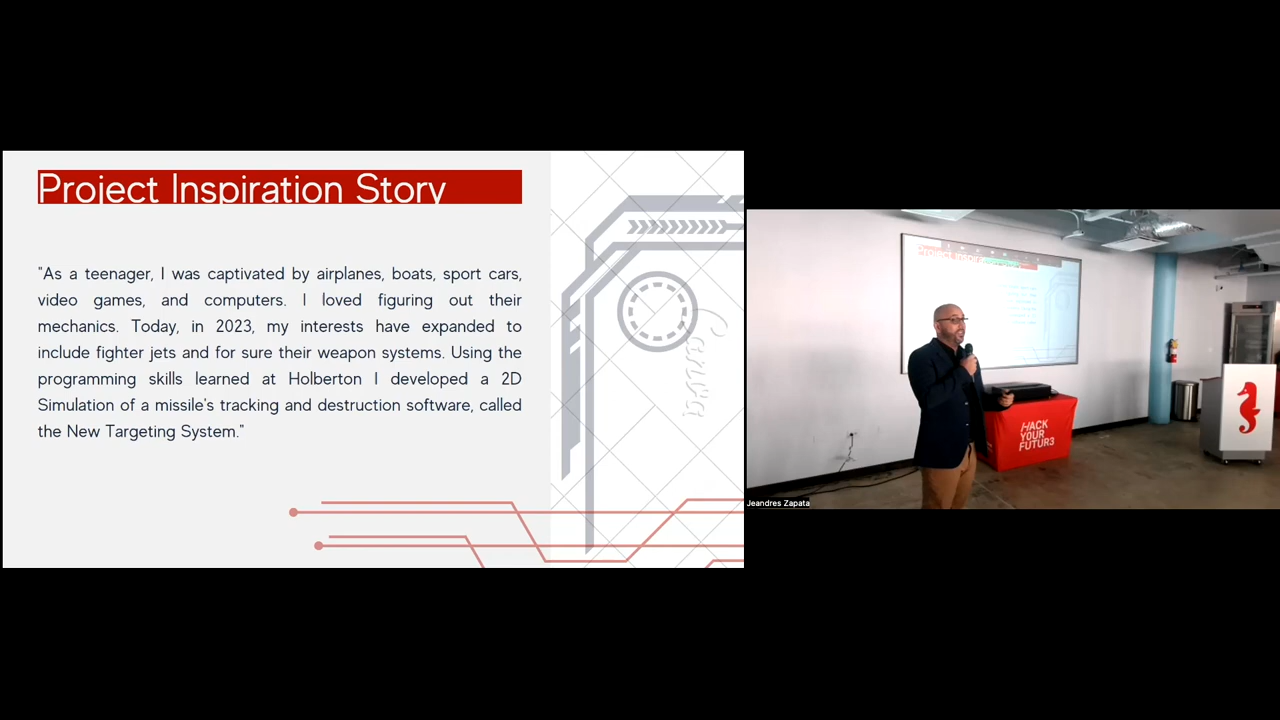 Project Inspiration Story
"As a teenager, I was captivated by airplanes, boats, sport cars,
video games, and computers. I loved figuring out their
mechanics. Today, in 2023, my interests have expanded to
include fighter jets and for sure their weapon systems. Using the
programming skills learned at Holberton I developed a 2D
Simulation of a missile's tracking and destruction software, called
the New Targeting System."
Canva
HACK
YOUR
FUTUR3
Jeandres Zapata